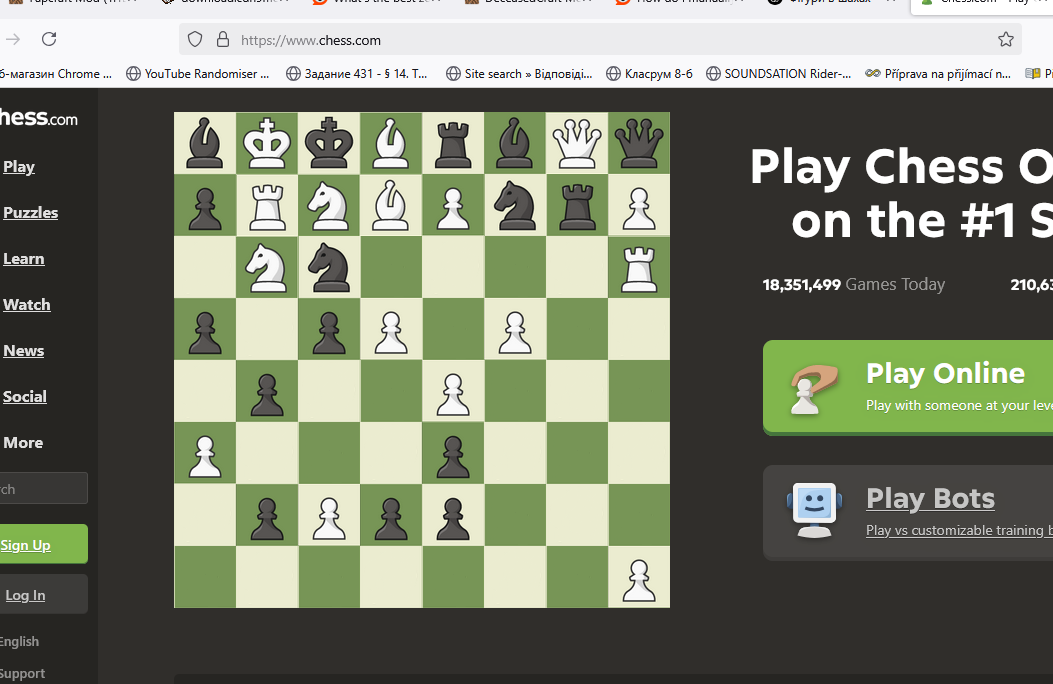 https://www.chess.com
YouTube Randomiser ...
Задание 431 - § 14. Т...
Site search » Відповіді...
Класрум 8-б
SOUNDSATION Rider-...
Příprava na přijímací n...
б-магазин Chrome ...
hess.com
Play
Puzzles
Learn
Watch
News
Social
More
rch
Sign Up
Log In
English
Support
Play Chess O
on the #1 S
18,351,499 Games Today
210,63
Play Online
Play with someone at your leve
Play Bots
Play vs customizable training b